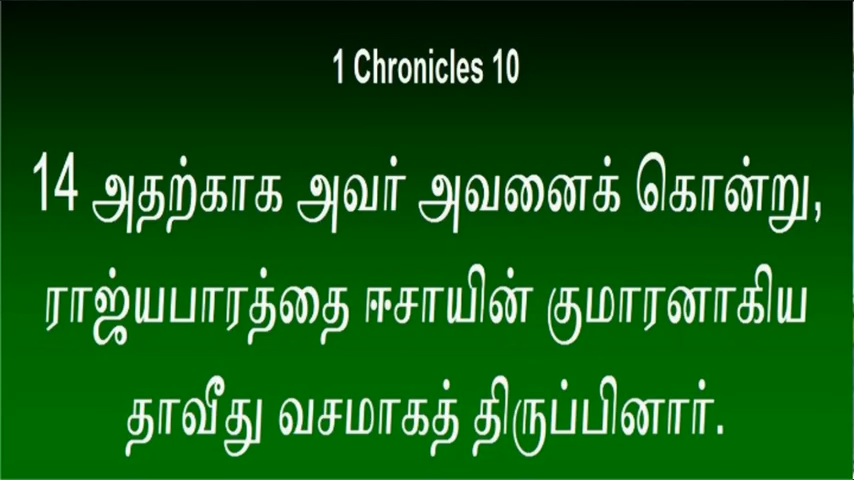 1 Chronicles 10
14 அதற்காக அவர் அவனைக் கொன்று,
ராஜ்யபாரத்தை ஈசாயின் குமாரனாகிய
தாவீது வசமாகத் திருப்பினார்.